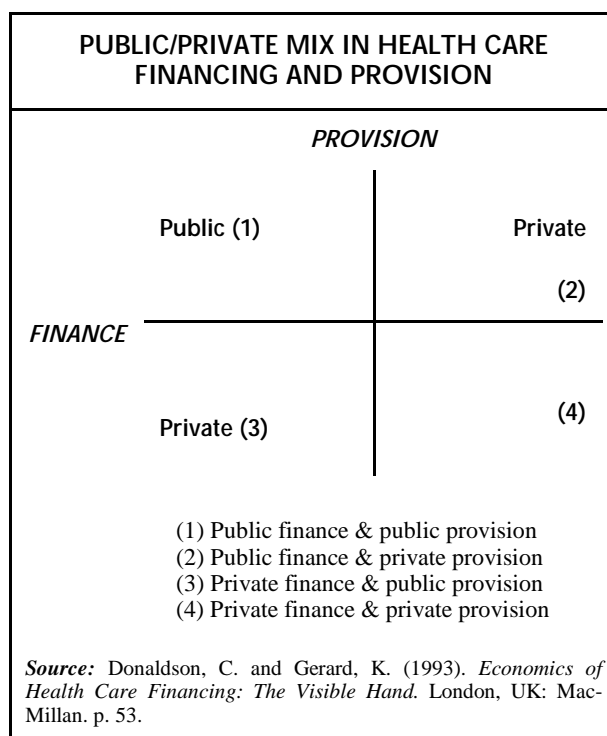 PUBLIC/PRIVATE MIX IN HEALTH CARE
FINANCING AND PROVISION
PROVISION
Public (1) Private
(2)
FINANCE
Private (3) (4)
(1) Public finance & public provision
(2) Public finance & private provision
(3) Private finance & public provision
(4) Private finance & private provision
Source: Donaldson, C. and Gerard, K. (1993). Economics of
Health Care Financing: The Visible Hand. London, UK: Mac-
Millan. p. 53.